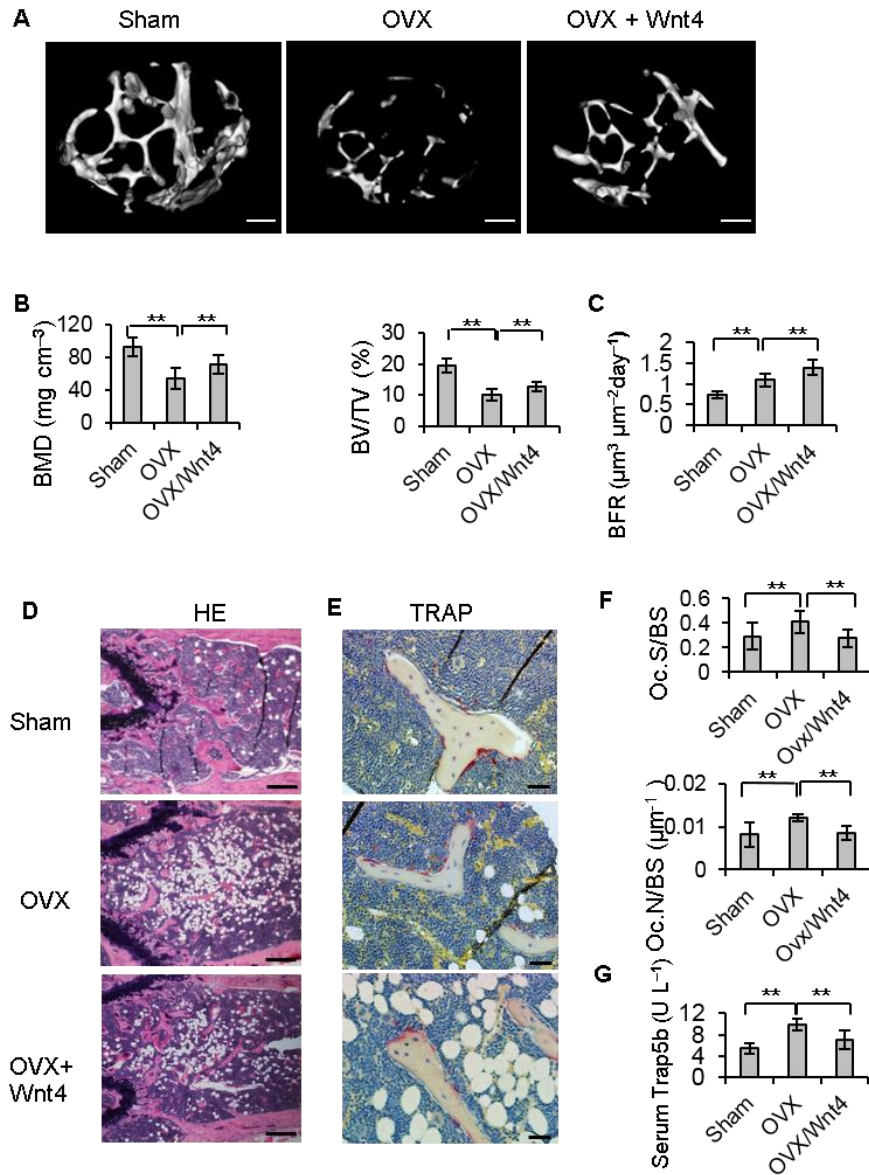 A
Sham
OVX
OVX + Wnt4
B
BMD (mg cm⁻³)
120
80
40
0
** **
Sham
OVX
OVX/Wnt4
BV/TV (%)
30
20
10
0
** **
Sham
OVX
OVX/Wnt4
C
BFR (µm³ µm⁻²day⁻¹)
2
1.5
1
0.5
0
** **
Sham
OVX
OVX/Wnt4
D
HE
E
TRAP
Sham
OVX
OVX+
Wnt4
F
Oc.S/BS
0.6
0.4
0.2
0
** **
Sham
OVX
Ovx/Wnt4
Oc.N/BS (µm⁻¹)
0.02
0.01
0
** **
Sham
OVX
Ovx/Wnt4
G
Serum Trap5b (U L⁻¹)
12
8
4
0
** **
Sham
OVX
OVX/Wnt4